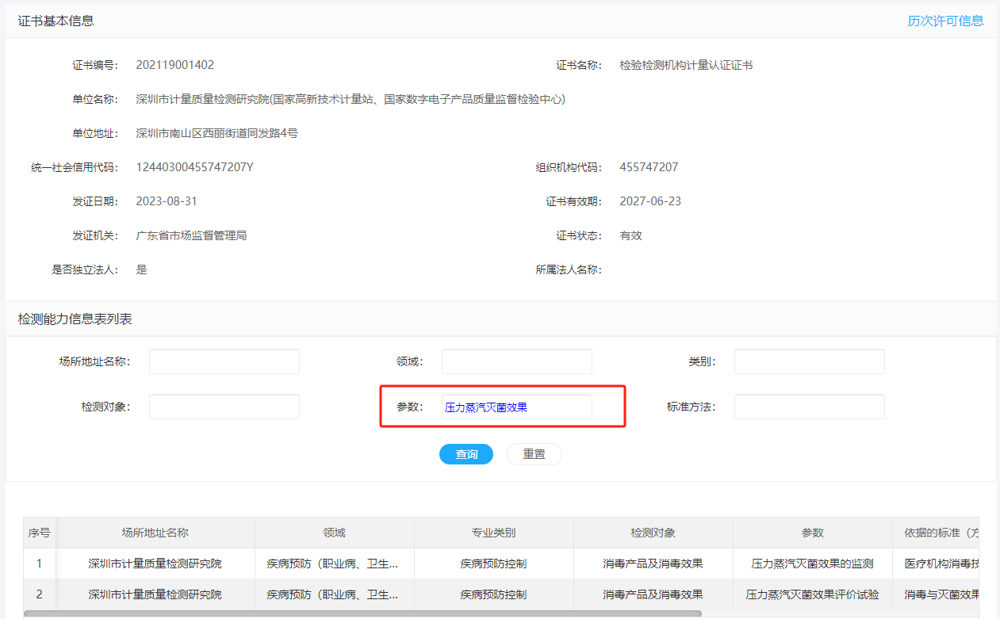 证书基本信息 历次许可信息
证书编号： 202119001402 证书名称： 检验检测机构计量认证证书
单位名称： 深圳市计量质量检测研究院(国家高新技术计量站、国家数字电子产品质量监督检验中心)
单位地址： 深圳市南山区西丽街道同发路4号
统一社会信用代码： 12440300455747207Y 组织机构代码： 455747207
发证日期： 2023-08-31 证书有效期： 2027-06-23
发证机关： 广东省市场监督管理局 证书状态： 有效
是否独立法人： 是 所属法人名称：
检测能力信息表列表
场所地址名称： 领域： 类别：
检测对象： 参数： 压力蒸汽灭菌效果 标准方法：
查询 重置
序号 场所地址名称 领域 专业类别 检测对象 参数 依据的标准（方
1 深圳市计量质量检测研究院 疾病预防（职业病、卫生... 疾病预防控制 消毒产品及消毒效果 压力蒸汽灭菌效果的监测 医疗机构消毒技
2 深圳市计量质量检测研究院 疾病预防（职业病、卫生... 疾病预防控制 消毒产品及消毒效果 压力蒸汽灭菌效果评价试验 消毒与灭菌效果